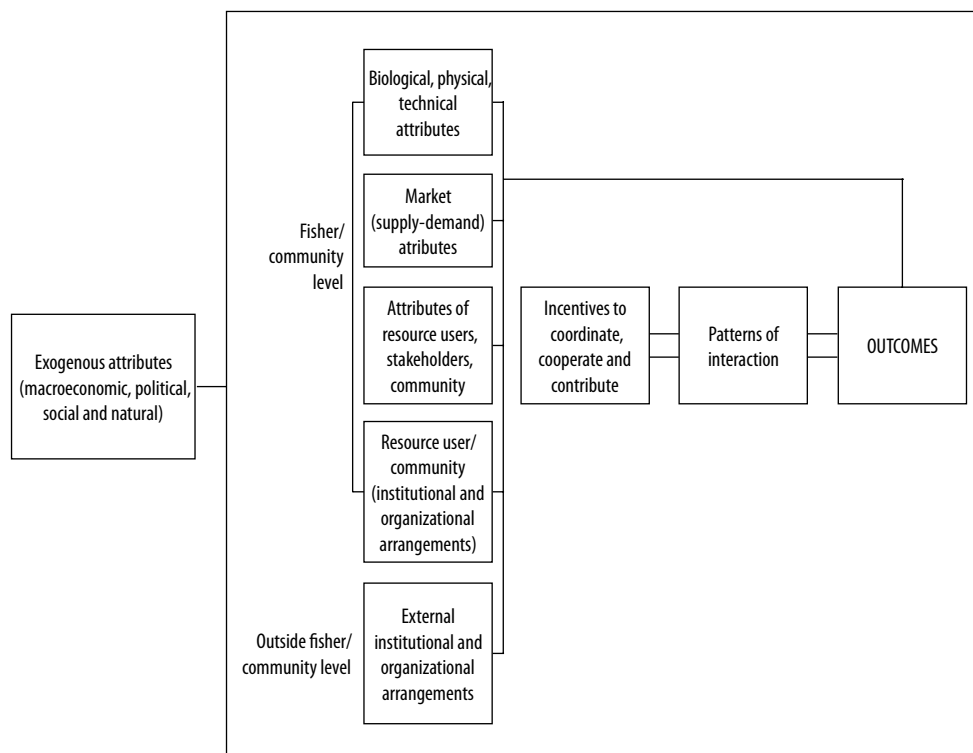 Biological, physical,
technical
attributes
Market
(supply-demand)
atributes
Fisher/
community
level
Attributes of
resource users,
stakeholders,
community
Resource user/
community
(institutional and
organizational
arrangements)
Outside fisher/
community level
External
institutional and
organizational
arrangements
Exogenous attributes
(macroeconomic, political,
social and natural)
Incentives to
coordinate,
cooperate and
contribute
Patterns of
interaction
OUTCOMES